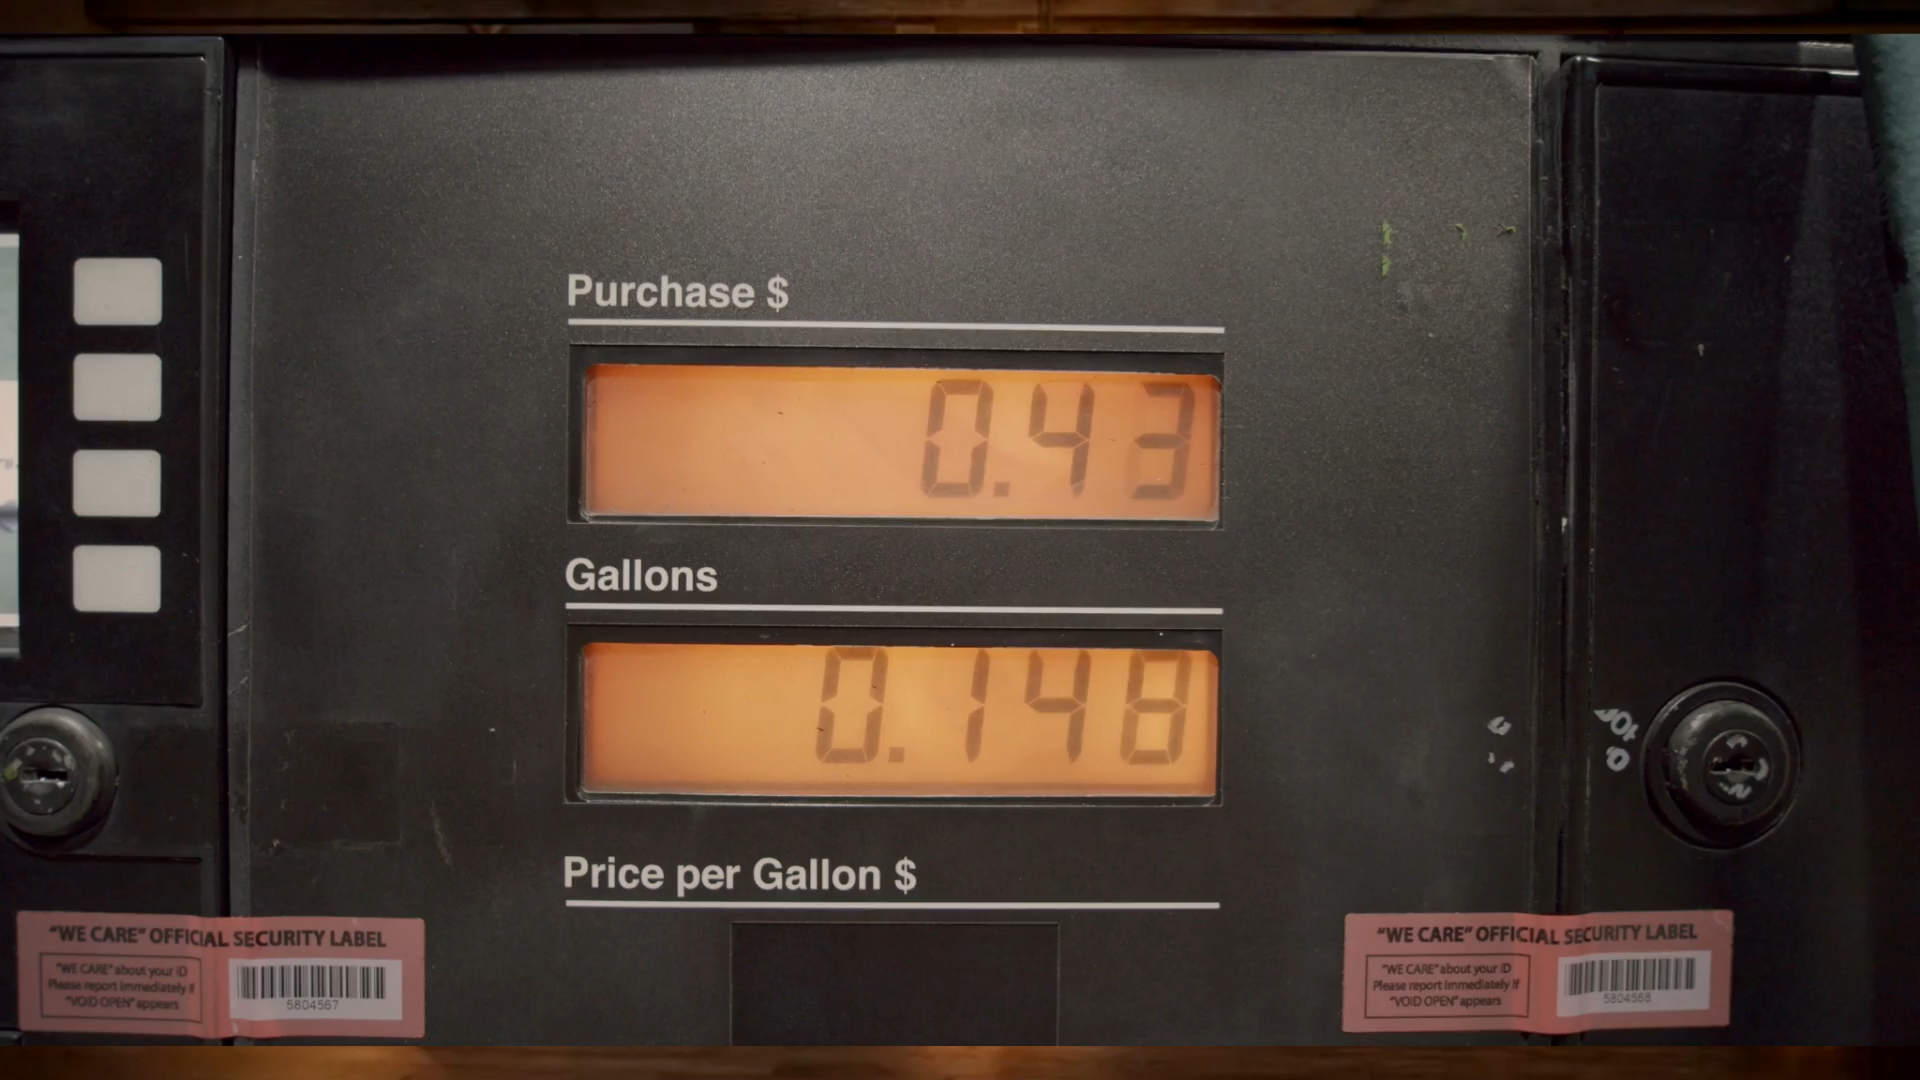 Purchase $
0.43
Gallons
0.148
Price per Gallon $
"WE CARE" OFFICIAL SECURITY LABEL
"WE CARE" about your ID
Please report immediately if
"VOID OPEN" appears
5804567
"WE CARE" OFFICIAL SECURITY LABEL
"WE CARE" about your ID
Please report immediately if
"VOID OPEN" appears
5804568